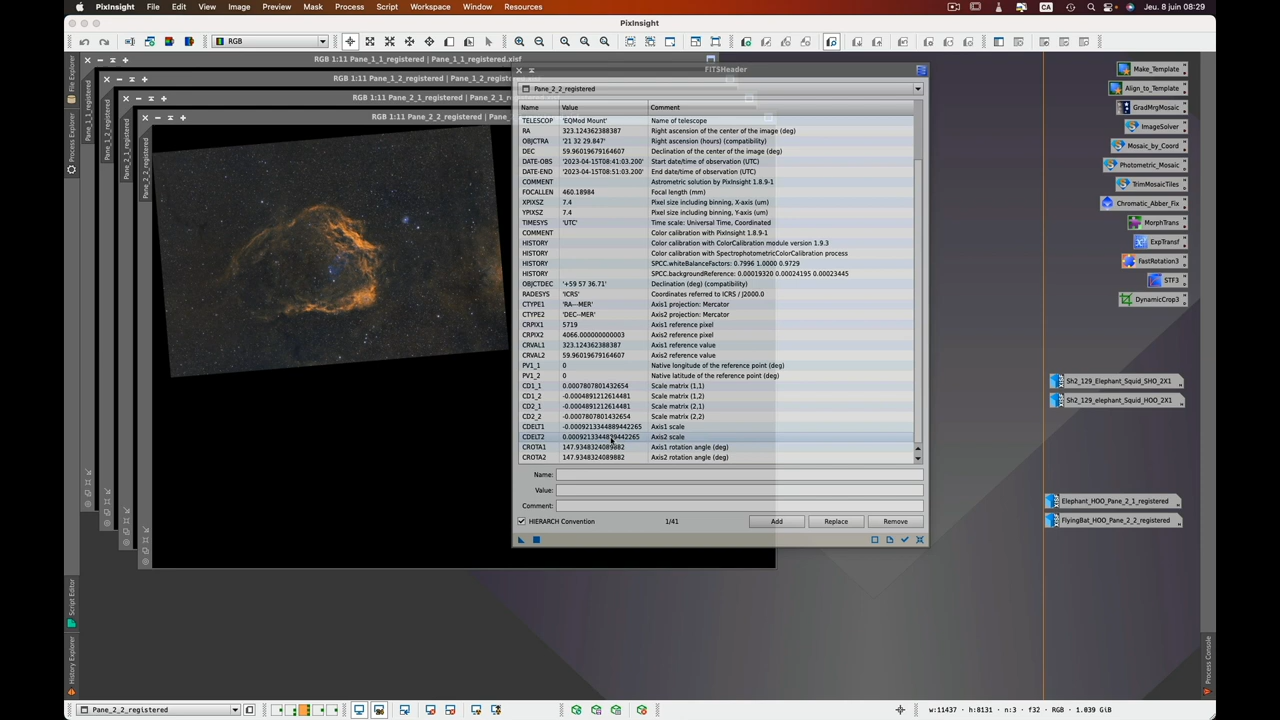 PixInsight File Edit View Image Preview Mask Process Script Workspace Window Resources CA Jeu. 8 juin 08:29
PixInsight
RGB
RGB 1:11 Pane_1_1_registered | Pane_1_1_registered.xisf
RGB 1:11 Pane_1_2_registered | Pane_1_2_registered
RGB 1:11 Pane_2_1_registered | Pane_2_1_registered
RGB 1:11 Pane_2_2_registered | Pane_2_2_registered
File Explorer
Process Explorer
Script Editor
History Explorer
Pane_1_1_registered
Pane_1_2_registered
Pane_2_1_registered
Pane_2_2_registered
FITSHeader
Pane_2_2_registered
Name Value Comment
TELESCOP 'EQMod Mount' Name of telescope
RA 323.124362388387 Right ascension of the center of the image (deg)
OBJCTRA '21 32 29.847' Right ascension (hours) (compatibility)
DEC 59.96019679164607 Declination of the center of the image (deg)
DATE-OBS '2023-04-15T08:41:03.200' Start date/time of observation (UTC)
DATE-END '2023-04-15T08:51:03.200' End date/time of observation (UTC)
COMMENT Astrometric solution by PixInsight 1.8.9-1
FOCALLEN 460.18984 Focal length (mm)
XPIXSZ 7.4 Pixel size including binning, X-axis (um)
YPIXSZ 7.4 Pixel size including binning, Y-axis (um)
TIMESYS 'UTC' Time scale: Universal Time, Coordinated
COMMENT Color calibration with PixInsight 1.8.9-1
HISTORY Color calibration with ColorCalibration module version 1.9.3
HISTORY Color calibration with SpectrophotometricColorCalibration process
HISTORY SPCC.whiteBalanceFactors: 0.7996 1.0000 0.9729
HISTORY SPCC.backgroundReference: 0.00019320 0.00024195 0.00023445
OBJCTDEC '+59 57 36.71' Declination (deg) (compatibility)
RADESYS 'ICRS' Coordinates referred to ICRS / J2000.0
CTYPE1 'RA---MER' Axis1 projection: Mercator
CTYPE2 'DEC--MER' Axis2 projection: Mercator
CRPIX1 5719 Axis1 reference pixel
CRPIX2 4066.000000000003 Axis2 reference pixel
CRVAL1 323.124362388387 Axis1 reference value
CRVAL2 59.96019679164607 Axis2 reference value
PV1_1 0 Native longitude of the reference point (deg)
PV1_2 0 Native latitude of the reference point (deg)
CD1_1 0.0007807801432654 Scale matrix (1,1)
CD1_2 -0.0004891212614481 Scale matrix (1,2)
CD2_1 -0.0004891212614481 Scale matrix (2,1)
CD2_2 -0.0007807801432654 Scale matrix (2,2)
CDELT1 -0.0009213344889442265 Axis1 scale
CDELT2 0.0009213344889442265 Axis2 scale
CROTA1 147.9348324089882 Axis1 rotation angle (deg)
CROTA2 147.9348324089882 Axis2 rotation angle (deg)
Name:
Value:
Comment:
HIERARCH Convention 1/41 Add Replace Remove
Make_Template
Align_to_Template
GradMrgMosaic
ImageSolver
Mosaic_by_Coord
Photometric_Mosaic
TrimMosaicTiles
Chromatic_Abber_Fix
MorphTrans
ExpTransf
FastRotation3
STF3
DynamicCrop3
Sh2_129_Elephant_Squid_SHO_2X1
Sh2_129_elephant_Squid_HOO_2X1
Elephant_HOO_Pane_2_1_registered
FlyingBat_HOO_Pane_2_2_registered
Process Console
Pane_2_2_registered
w:11437 · h:8131 · n:3 · f32 · RGB · 1.039 GiB